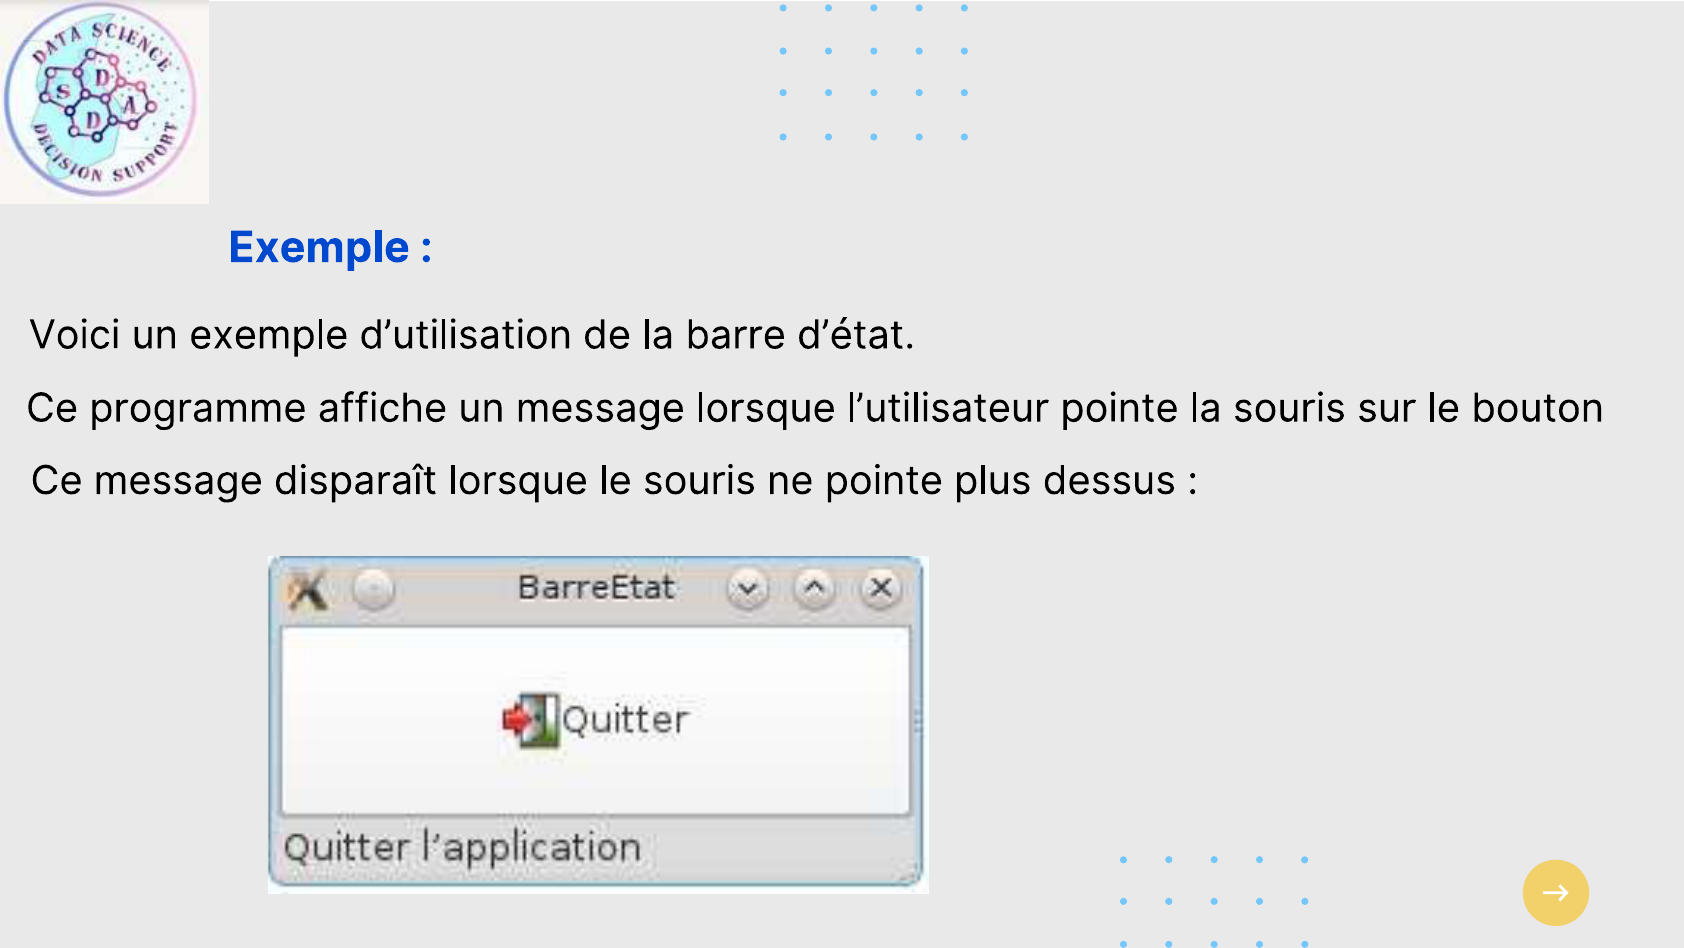 DATA SCIENCE
S D D A
DECISION SUPPORT
Exemple :
Voici un exemple d’utilisation de la barre d’état.
Ce programme affiche un message lorsque l’utilisateur pointe la souris sur le bouton
Ce message disparaît lorsque le souris ne pointe plus dessus :
BarreEtat
Quitter
Quitter l’application